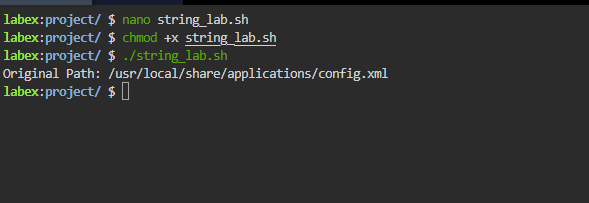 labex:project/ $ nano string_lab.sh
labex:project/ $ chmod +x string_lab.sh
labex:project/ $ ./string_lab.sh
Original Path: /usr/local/share/applications/config.xml
labex:project/ $